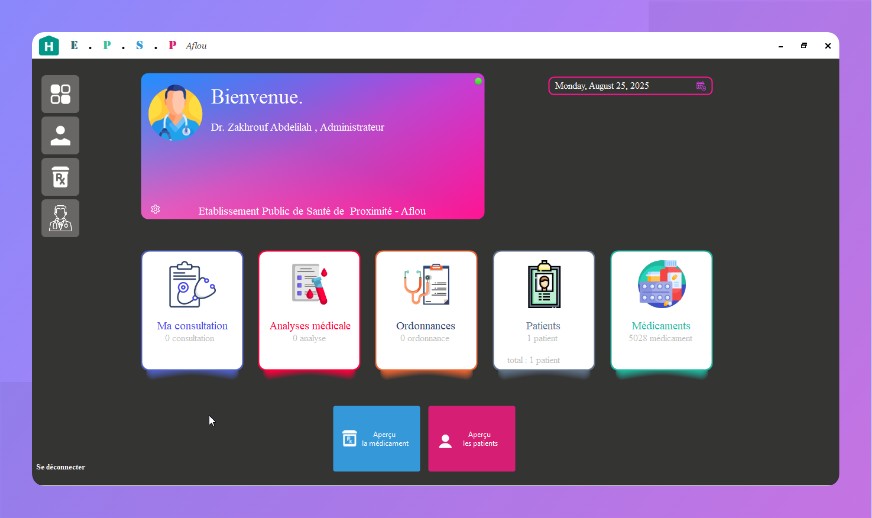 H E . P . S . P Aflou
Monday, August 25, 2025
Bienvenue.
Dr. Zakhrouf Abdelilah , Administrateur
Etablissement Public de Santé de Proximité - Aflou
Ma consultation
0 consultation
Analyses médicale
0 analyse
Ordonnances
0 ordonnance
Patients
1 patient
total : 1 patient
Médicaments
5028 médicament
Aperçu
la médicament
Aperçu
les patients
Se déconnecter